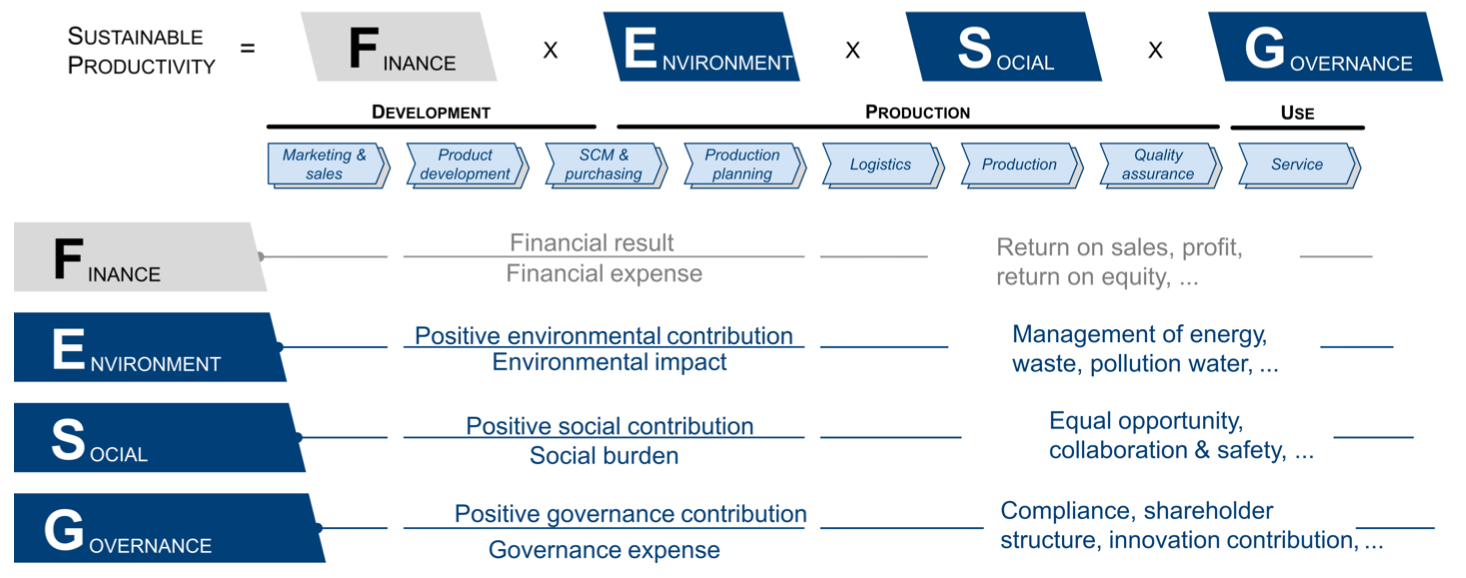 SUSTAINABLE PRODUCTIVITY = FINANCE X ENVIRONMENT X SOCIAL X GOVERNANCE
DEVELOPMENT PRODUCTION USE
Marketing & sales
Product development
SCM & purchasing
Production planning
Logistics
Production
Quality assurance
Service
FINANCE
Financial result
Financial expense
Return on sales, profit,
return on equity, ...
ENVIRONMENT
Positive environmental contribution
Environmental impact
Management of energy,
waste, pollution water, ...
SOCIAL
Positive social contribution
Social burden
Equal opportunity,
collaboration & safety, ...
GOVERNANCE
Positive governance contribution
Governance expense
Compliance, shareholder
structure, innovation contribution, ...